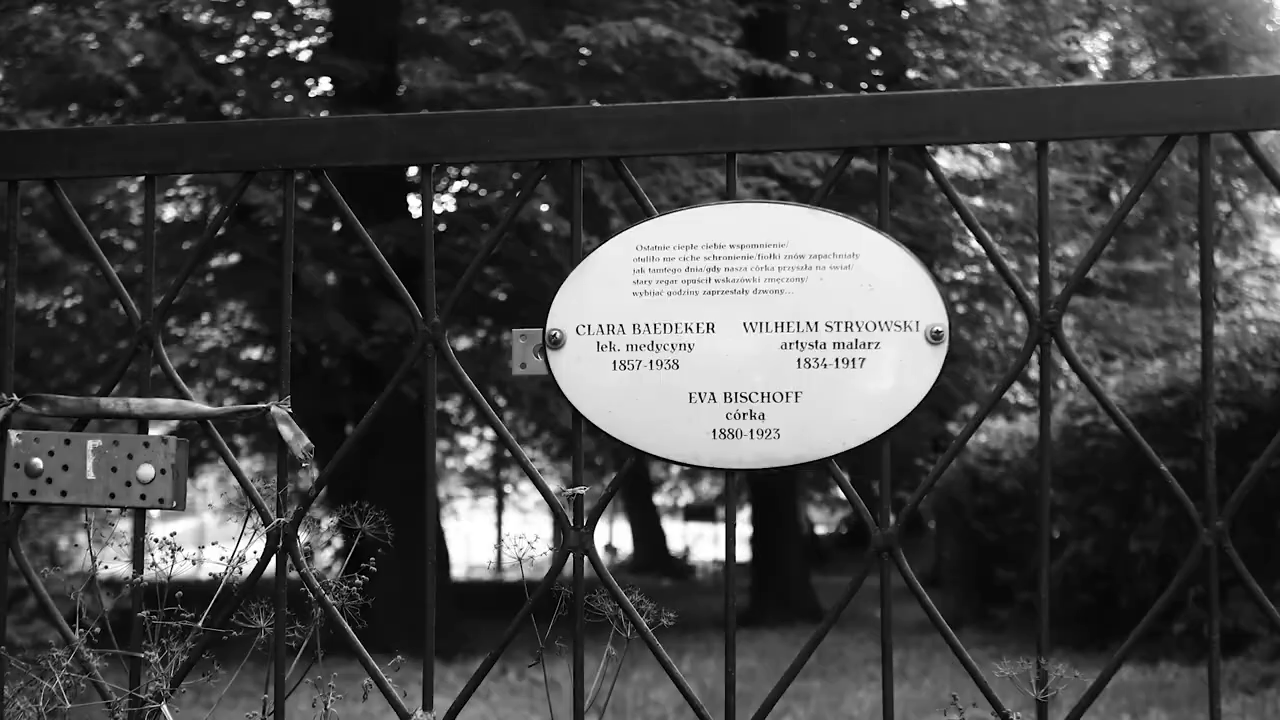 Ostatnie ciepłe ciebie wspomnienie/
otuliło me ciche schronienie/fiołki znów zapachniały
jak tamtego dnia/gdy nasza córka przyszła na świat/
stary zegar opuścił wskazówki zmęczony/
wybijać godziny zaprzestały dzwony...
CLARA BAEDEKER WILHELM STRYOWSKI
lek. medycyny artysta malarz
1857-1938 1834-1917
EVA BISCHOFF
córka
1880-1923